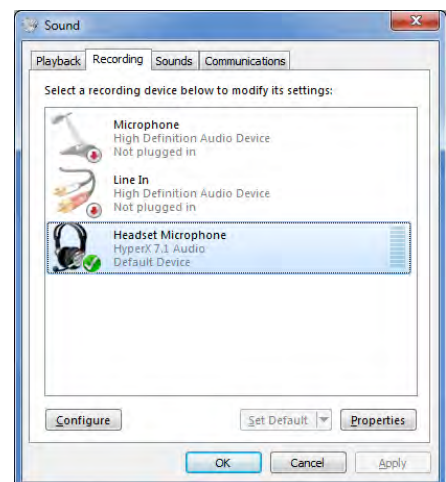 Sound
Playback Recording Sounds Communications
Select a recording device below to modify its settings:
Microphone
High Definition Audio Device
Not plugged in
Line In
High Definition Audio Device
Not plugged in
Headset Microphone
HyperX 7.1 Audio
Default Device
Configure Set Default Properties
OK Cancel Apply